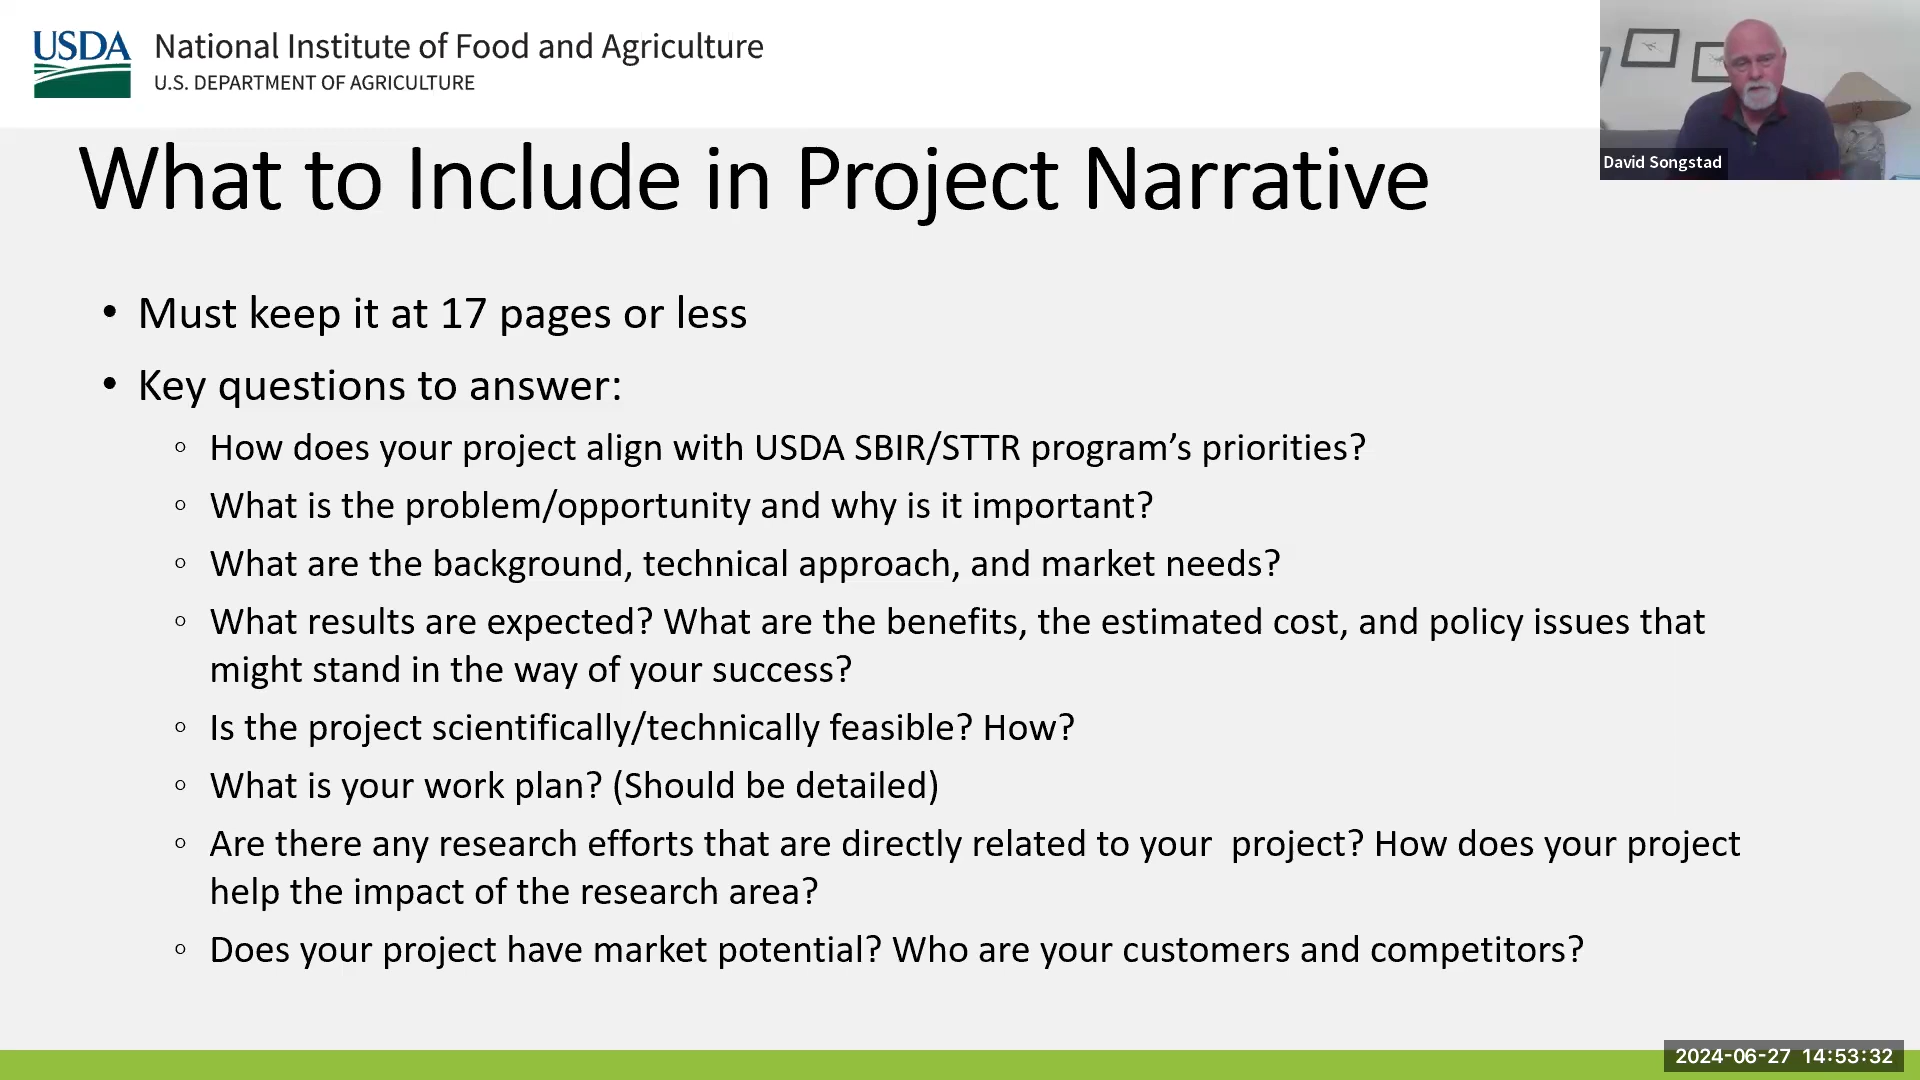 USDA
National Institute of Food and Agriculture
U.S. DEPARTMENT OF AGRICULTURE
David Songstad
What to Include in Project Narrative
• Must keep it at 17 pages or less
• Key questions to answer:
◦ How does your project align with USDA SBIR/STTR program’s priorities?
◦ What is the problem/opportunity and why is it important?
◦ What are the background, technical approach, and market needs?
◦ What results are expected? What are the benefits, the estimated cost, and policy issues that
might stand in the way of your success?
◦ Is the project scientifically/technically feasible? How?
◦ What is your work plan? (Should be detailed)
◦ Are there any research efforts that are directly related to your  project? How does your project
help the impact of the research area?
◦ Does your project have market potential? Who are your customers and competitors?
2024-06-27 14:53:32